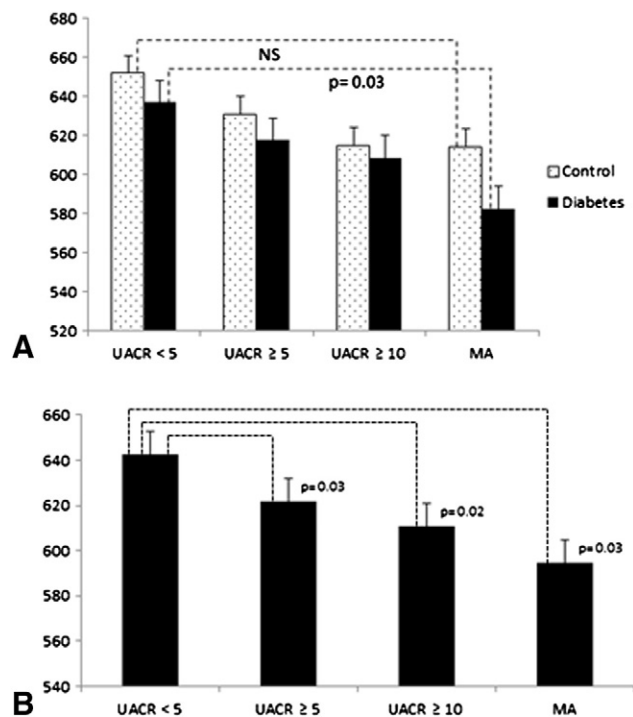 680
660
640
620
600
580
560
540
520
NS
p= 0.03
Control
Diabetes
UACR < 5 UACR ≥ 5 UACR ≥ 10 MA
A
660
640
620
600
580
560
540
p=0.03
p=0.02
p=0.03
UACR < 5 UACR ≥ 5 UACR ≥ 10 MA
B